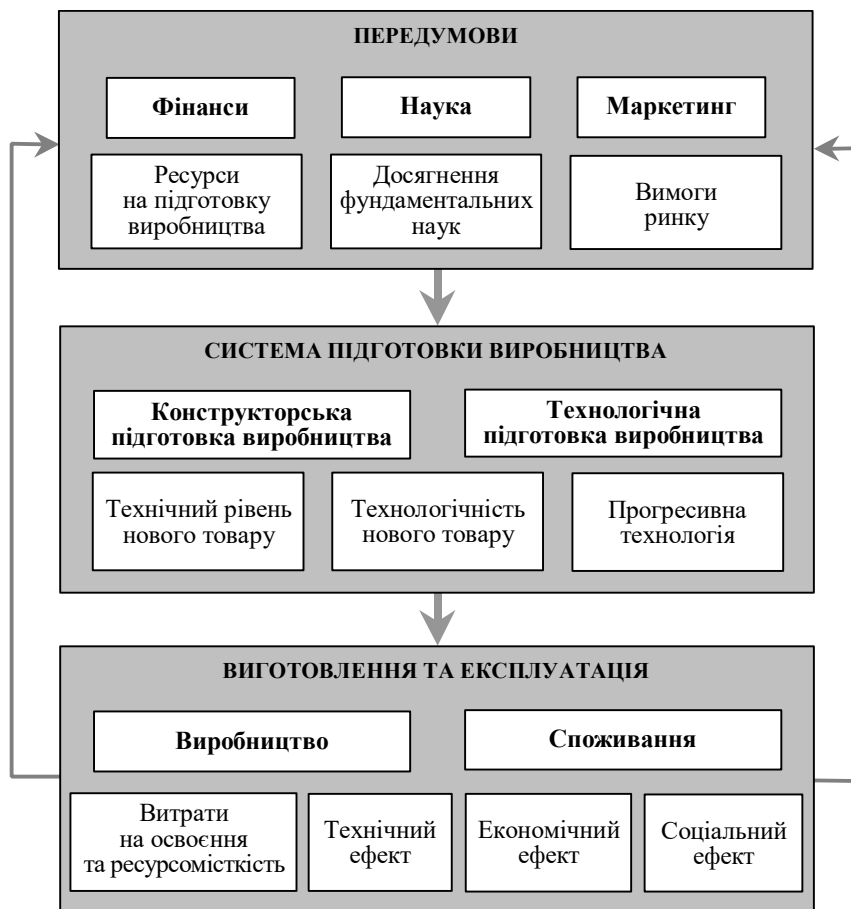 ПЕРЕДУМОВИ
Фінанси
Наука
Маркетинг
Ресурси
на підготовку
виробництва
Досягнення
фундаментальних
наук
Вимоги
ринку
СИСТЕМА ПІДГОТОВКИ ВИРОБНИЦТВА
Конструкторська
підготовка виробництва
Технологічна
підготовка виробництва
Технічний рівень
нового товару
Технологічність
нового товару
Прогресивна
технологія
ВИГОТОВЛЕННЯ ТА ЕКСПЛУАТАЦІЯ
Виробництво
Споживання
Витрати
на освоєння
та ресурсомісткість
Технічний
ефект
Економічний
ефект
Соціальний
ефект